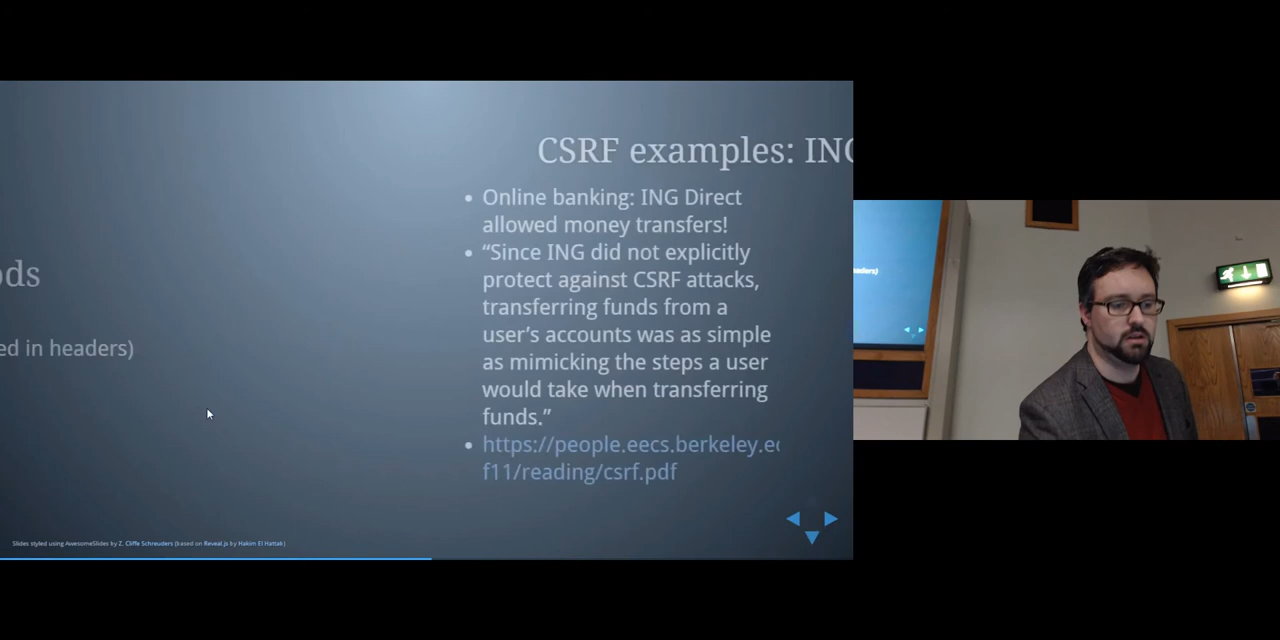 CSRF examples: ING
Online banking: ING Direct
allowed money transfers!
“Since ING did not explicitly
protect against CSRF attacks,
transferring funds from a
user’s accounts was as simple
as mimicking the steps a user
would take when transferring
funds.”
https://people.eecs.berkeley.ec
f11/reading/csrf.pdf
ods
ed in headers)
Slides styled using AwesomeSlides by Z. Cliffe Schreuders (based on Reveal.js by Hakim El Hattab)
aders)